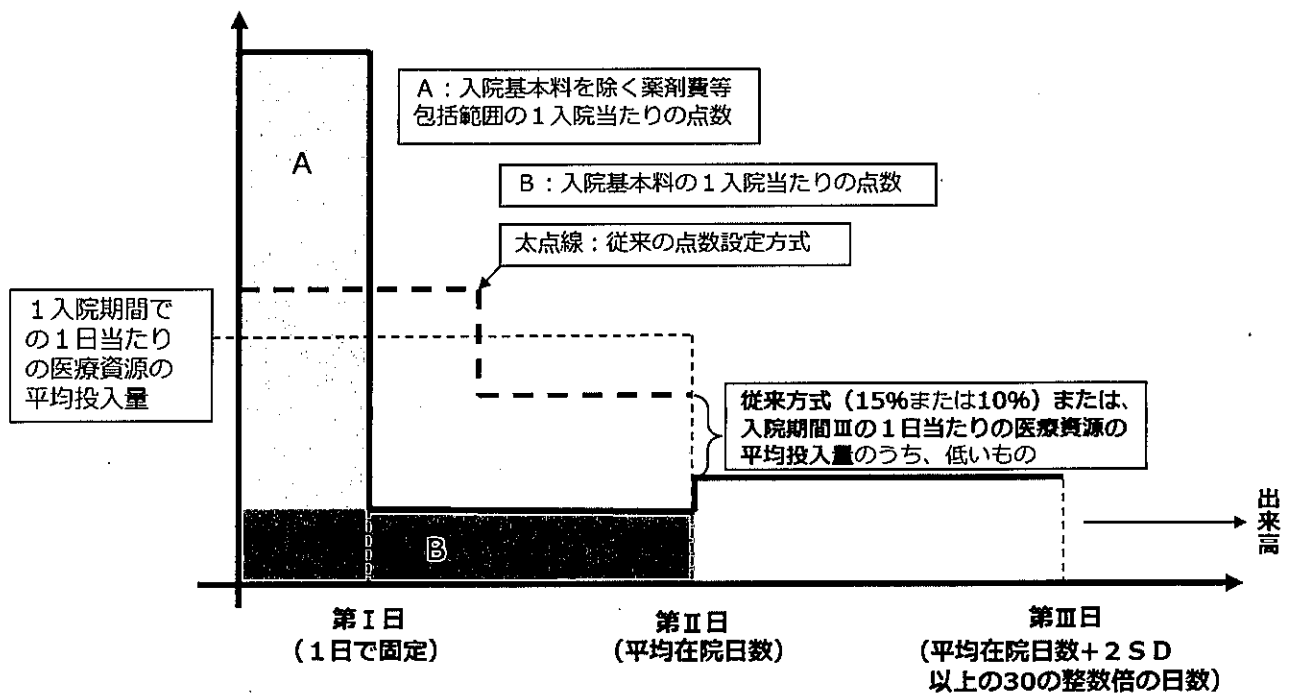 A:入院基本料を除く薬剤費等
包括範囲の1入院当たりの点数
A
B:入院基本料の1入院当たりの点数
太点線:従来の点数設定方式
1入院期間で
の1日当たり
の医療資源の
平均投入量
従来方式(15%または10%)または、
入院期間Ⅲの1日当たりの医療資源の
平均投入量のうち、低いもの
出来高
B
第Ⅰ日
(1日で固定)
第Ⅱ日
(平均在院日数)
第Ⅲ日
(平均在院日数+2SD
以上の30の整数倍の日数)